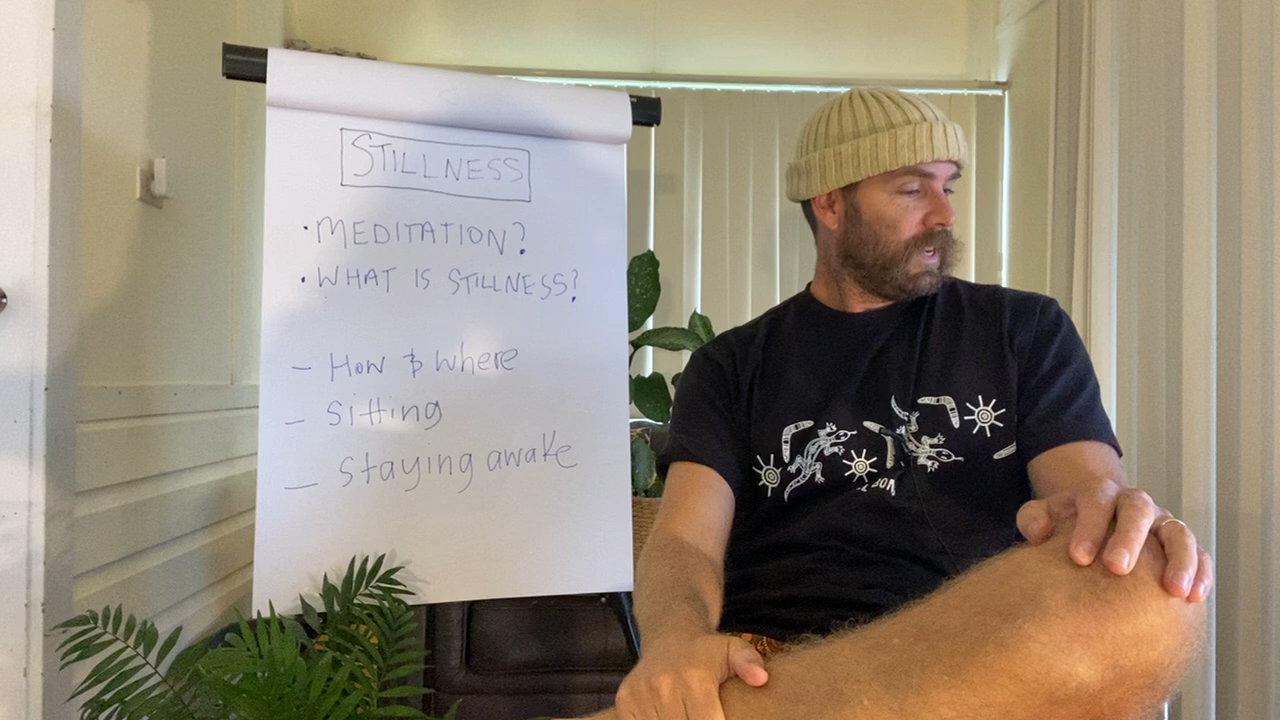 STILLNESS
• MEDITATION?
• WHAT IS STILLNESS?
– How & where
– Sitting
– Staying awake